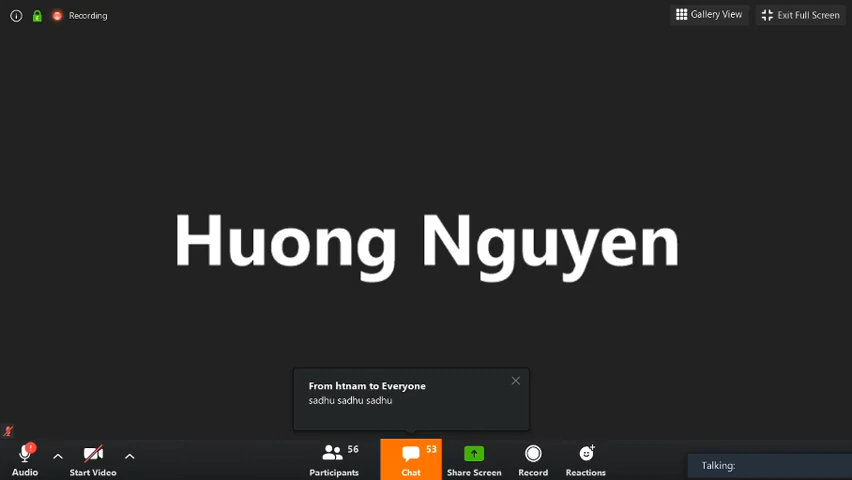 Recording
Gallery View
Exit Full Screen
Huong Nguyen
From htnam to Everyone
sadhu sadhu sadhu
56
53
Audio
Start Video
Participants
Chat
Share Screen
Record
Reactions
Talking: